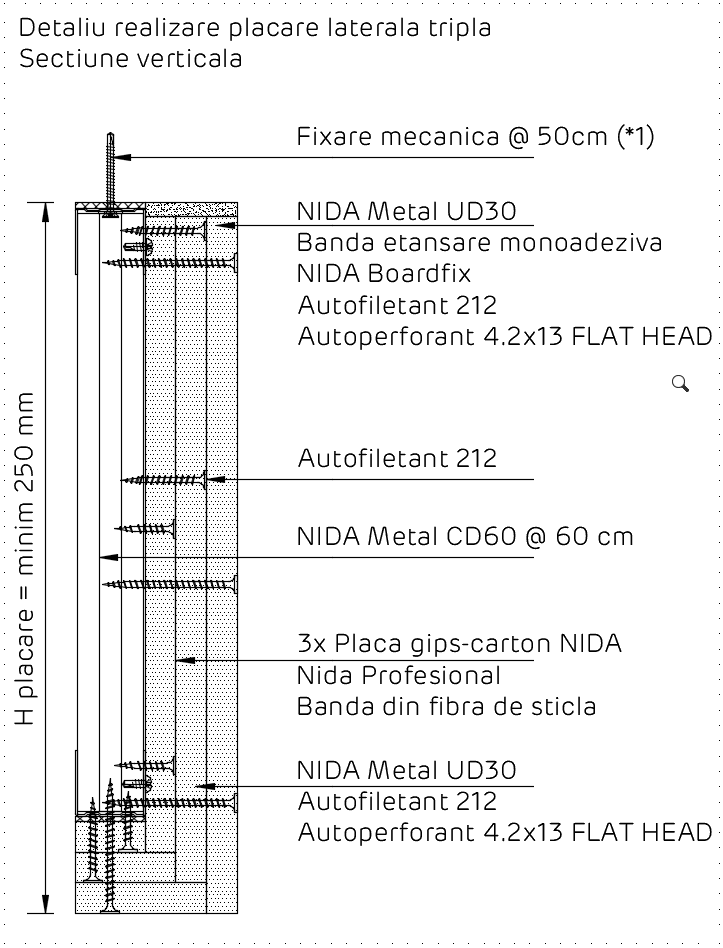 Detaliu realizare placare laterala tripla
Sectiune verticala
Fixare mecanica @ 50cm (*1)
NIDA Metal UD30
Banda etansare monoadeziva
NIDA Boardfix
Autofiletant 212
Autoperforant 4.2x13 FLAT HEAD
Autofiletant 212
NIDA Metal CD60 @ 60 cm
H placare = minim 250 mm
3x Placa gips-carton NIDA
Nida Profesional
Banda din fibra de sticla
NIDA Metal UD30
Autofiletant 212
Autoperforant 4.2x13 FLAT HEAD